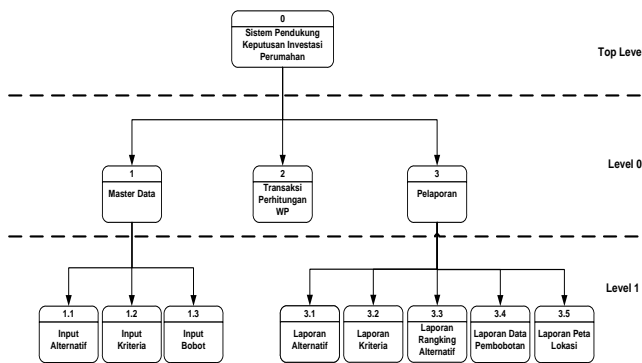 0
Sistem Pendukung
Keputusan Investasi
Perumahan
Top Leve
1
Master Data
2
Transaksi
Perhitungan
WP
3
Pelaporan
Level 0
1.1
Input
Alternatif
1.2
Input
Kriteria
1.3
Input
Bobot
3.1
Laporan
Alternatif
3.2
Laporan
Kriteria
3.3
Laporan
Rangking
Alternatif
3.4
Laporan Data
Pembobotan
3.5
Laporan Peta
Lokasi
Level 1